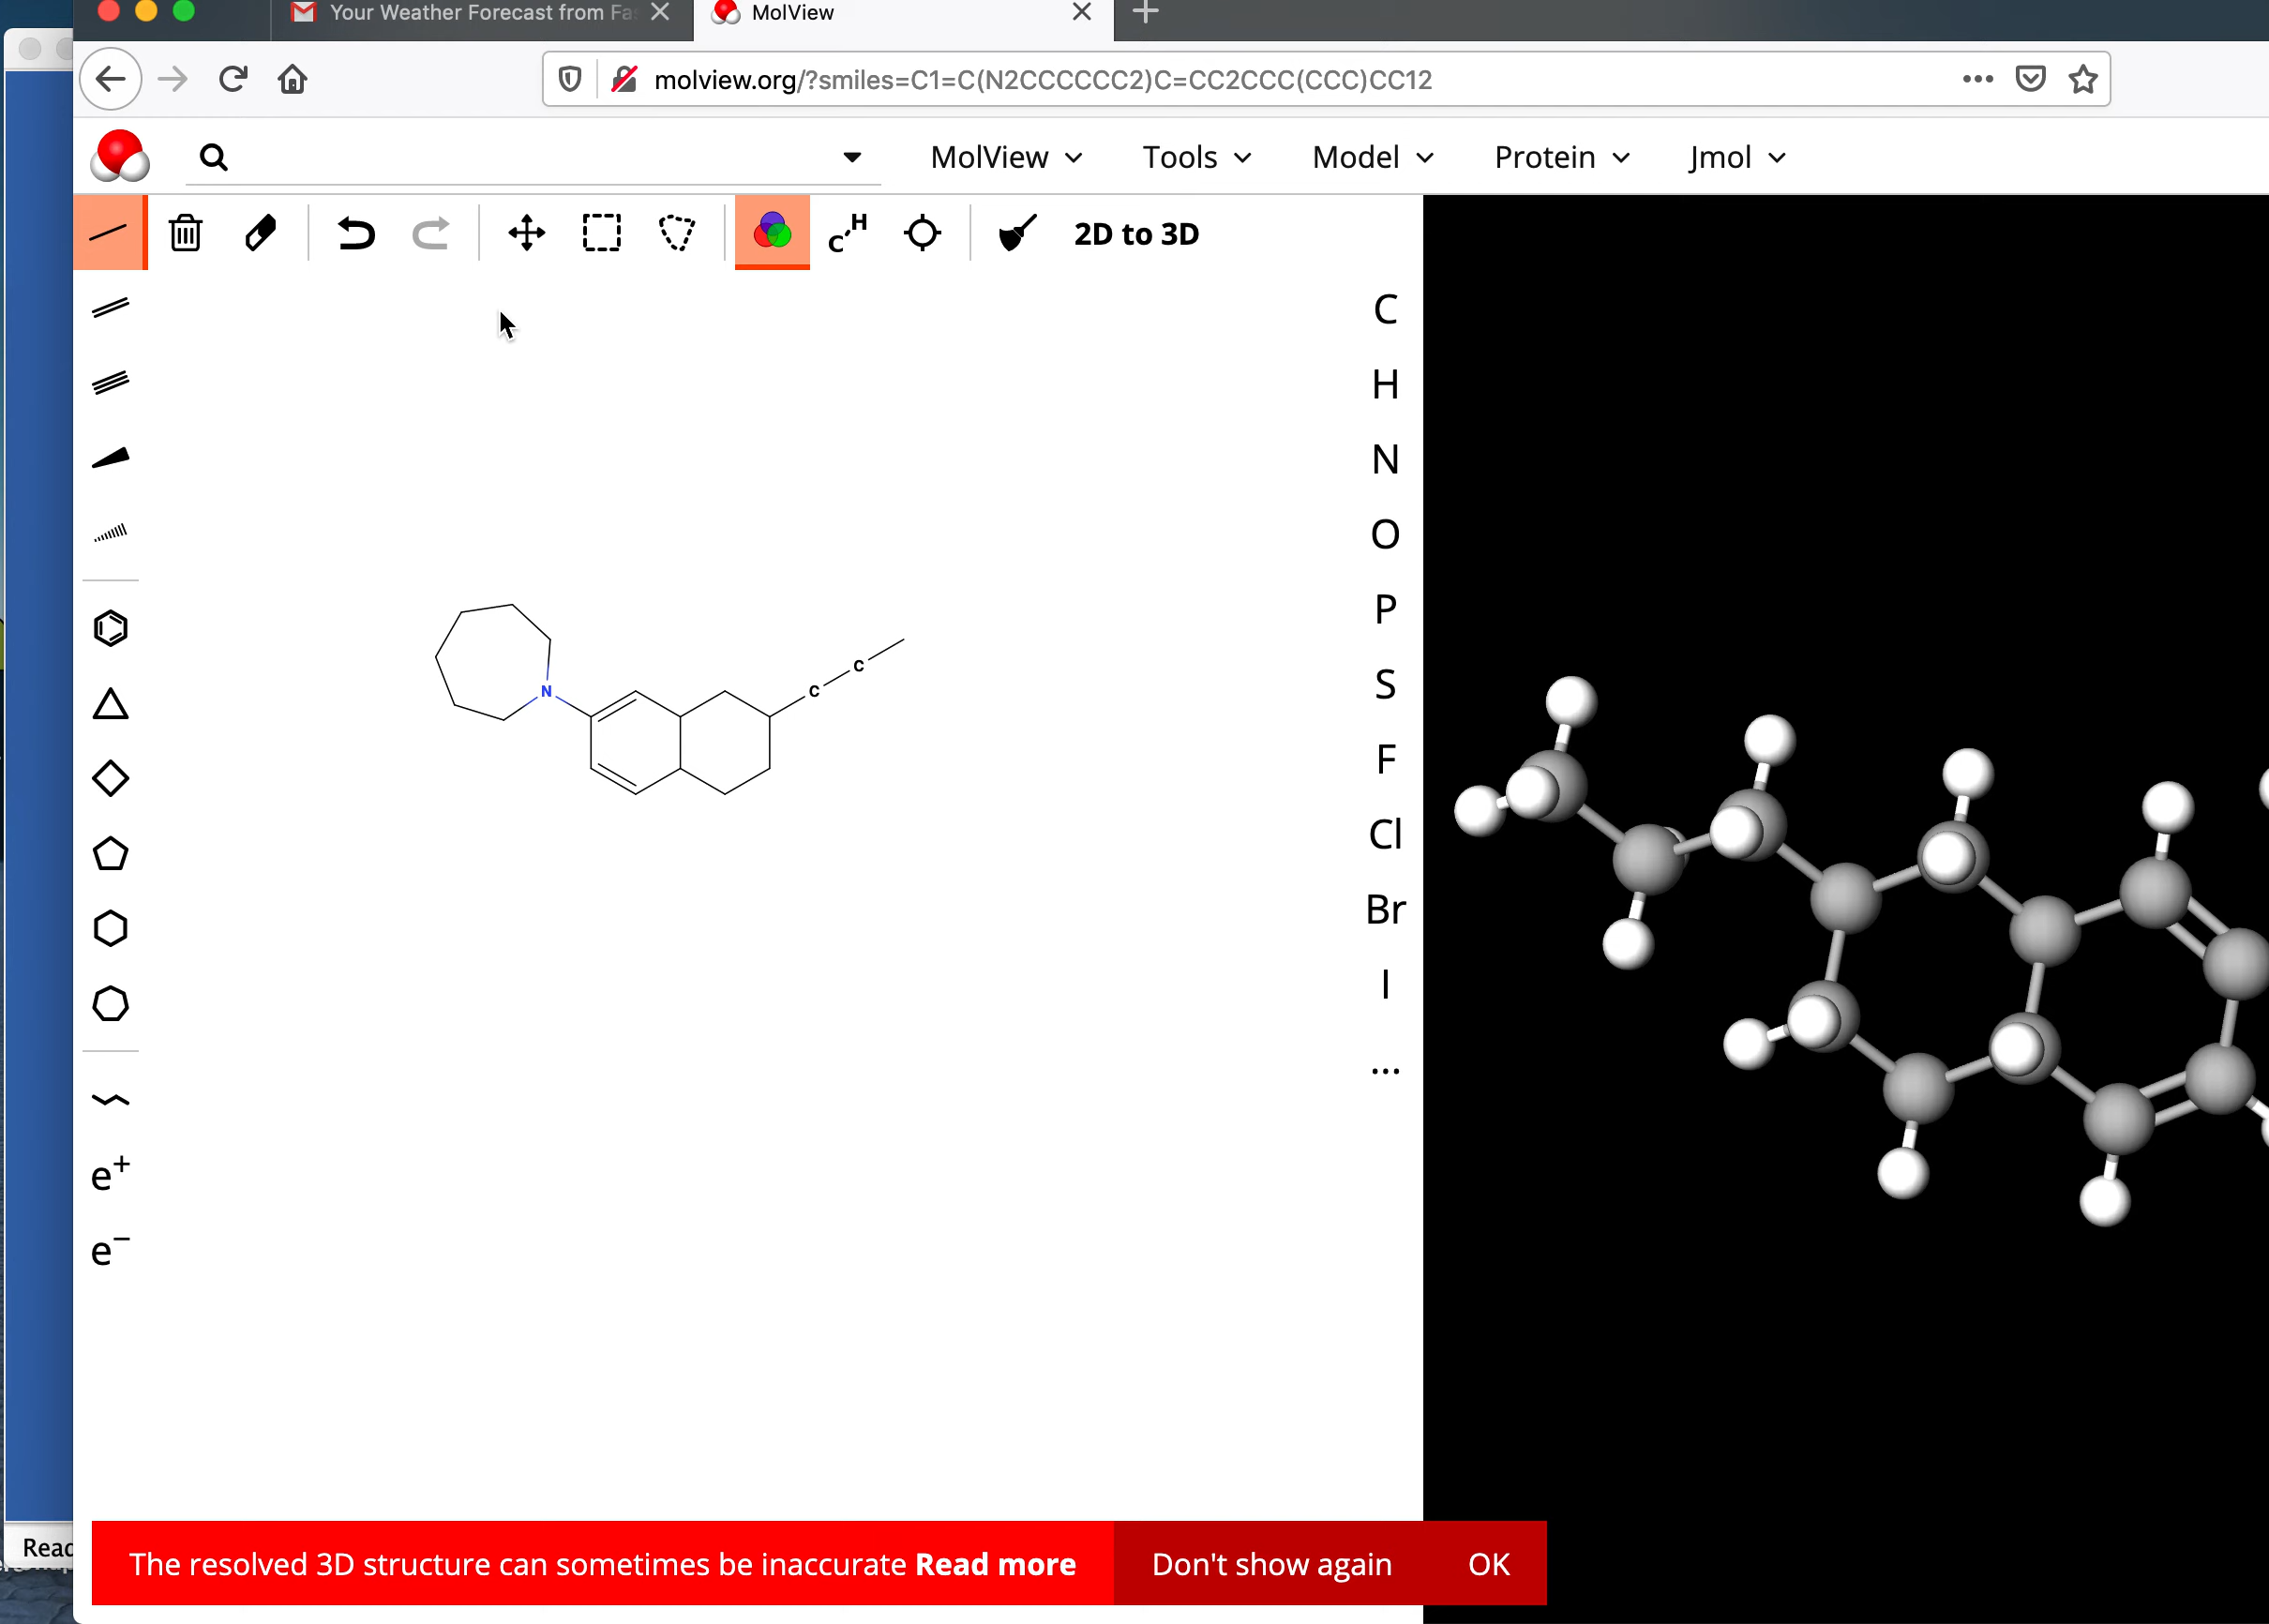 Your Weather Forecast from Fa
MolView
molview.org/?smiles=C1=C(N2CCCCCC2)C=CC2CCC(CCC)CC12
MolView Tools Model Protein Jmol
C H
2D to 3D
C
H
N
O
P
S
F
Cl
Br
I
...
N
C
C
e+
e−
Read
The resolved 3D structure can sometimes be inaccurate Read more Don't show again OK